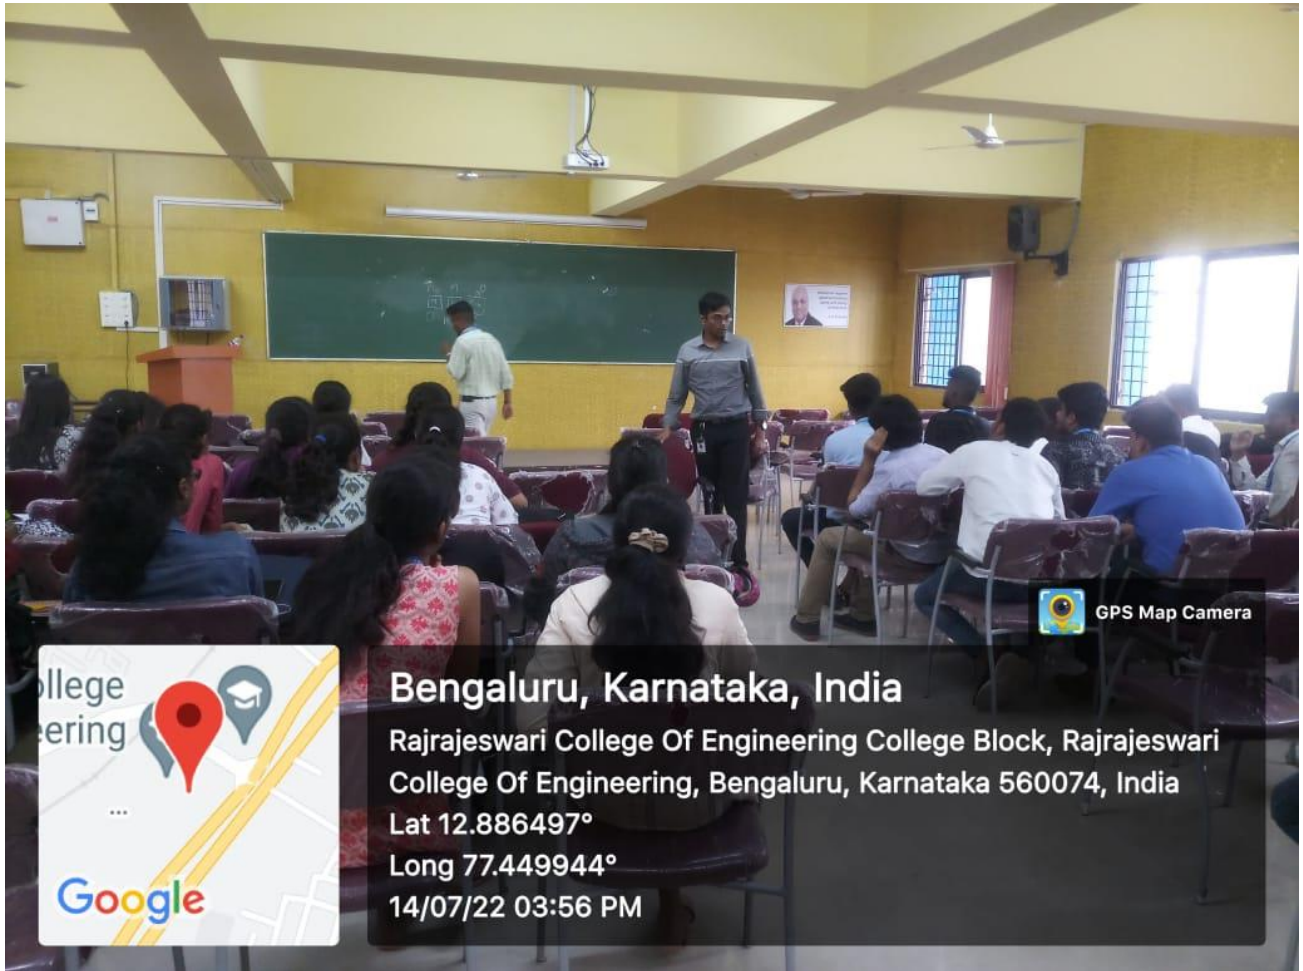 GPS Map Camera
ollege
eering
...
Google
Bengaluru, Karnataka, India
Rajrajeswari College Of Engineering College Block, Rajrajeswari
College Of Engineering, Bengaluru, Karnataka 560074, India
Lat 12.886497°
Long 77.449944°
14/07/22 03:56 PM